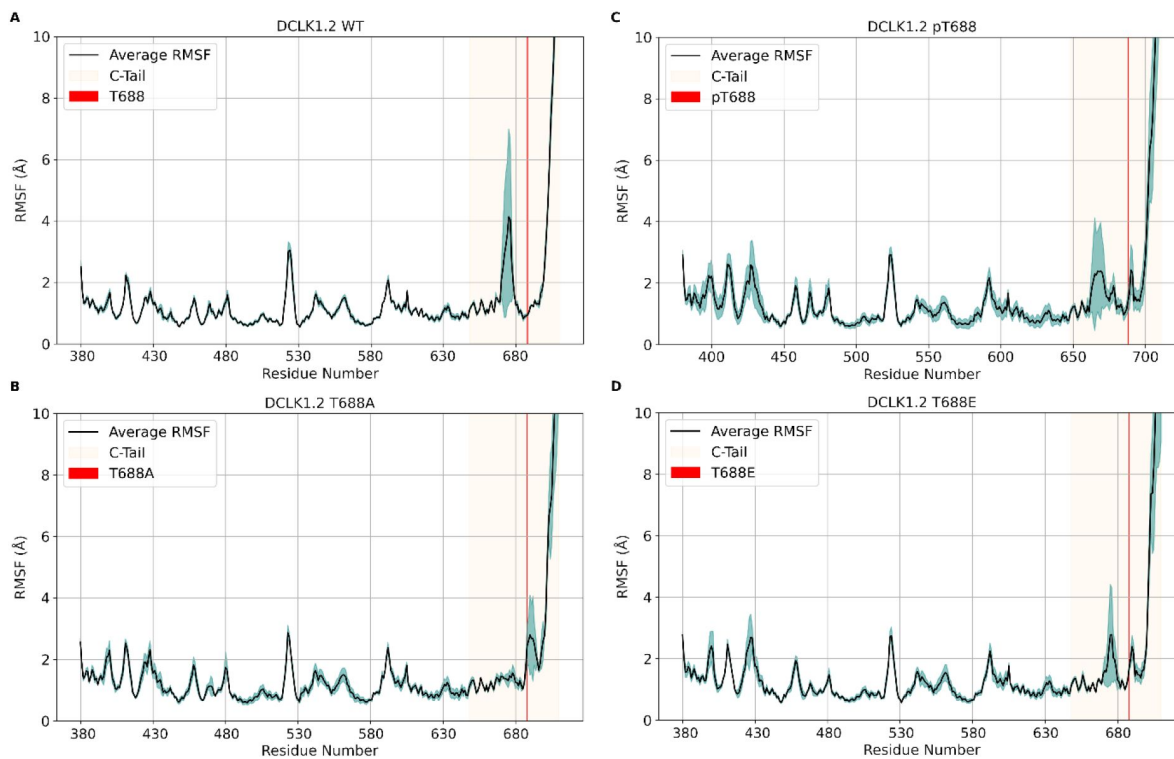 A
DCLK1.2 WT
10
8
6
4
2
0
RMSF (Å)
Average RMSF
C-Tail
T688
380 430 480 530 580 630 680
Residue Number
B
DCLK1.2 T688A
10
8
6
4
2
0
RMSF (Å)
Average RMSF
C-Tail
T688A
380 430 480 530 580 630 680
Residue Number
C
DCLK1.2 pT688
10
8
6
4
2
0
RMSF (Å)
Average RMSF
C-Tail
pT688
400 450 500 550 600 650 700
Residue Number
D
DCLK1.2 T688E
10
8
6
4
2
0
RMSF (Å)
Average RMSF
C-Tail
T688E
380 430 480 530 580 630 680
Residue Number